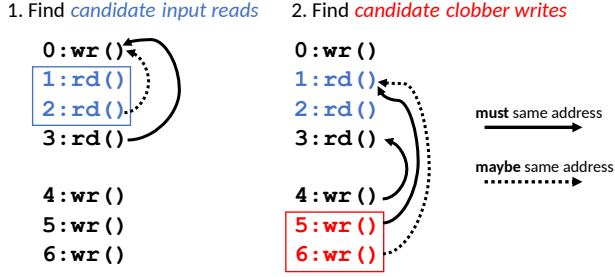 1. Find candidate input reads
0:wr()
1:rd()
2:rd()
3:rd()
4:wr()
5:wr()
6:wr()
2. Find candidate clobber writes
0:wr()
1:rd()
2:rd()
3:rd()
4:wr()
5:wr()
6:wr()
must same address
maybe same address